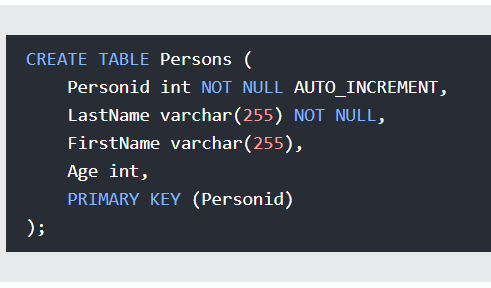 CREATE TABLE Persons (
    Personid int NOT NULL AUTO_INCREMENT,
    LastName varchar(255) NOT NULL,
    FirstName varchar(255),
    Age int,
    PRIMARY KEY (Personid)
);